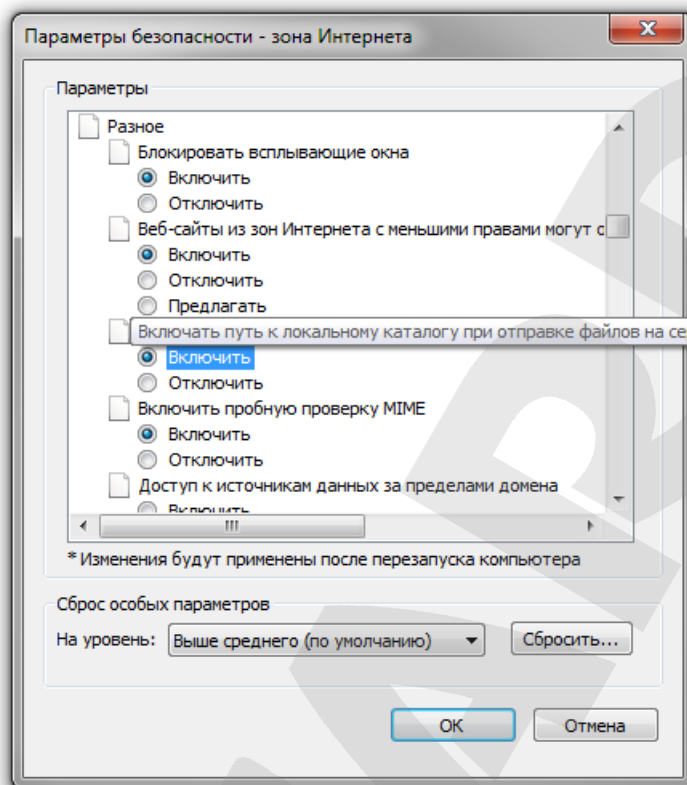 Параметры безопасности - зона Интернета
Параметры
Разное
Блокировать всплывающие окна
Включить
Отключить
Веб-сайты из зон Интернета с меньшими правами могут
Включить
Отключить
Предлагать
Включать путь к локальному каталогу при отправке файлов на
Включить
Отключить
Включить пробную проверку MIME
Включить
Отключить
Доступ к источникам данных за пределами домена
Включить
* Изменения будут применены после перезапуска компьютера
Сброс особых параметров
На уровень: Выше среднего (по умолчанию) Сбросить...
ОК Отмена